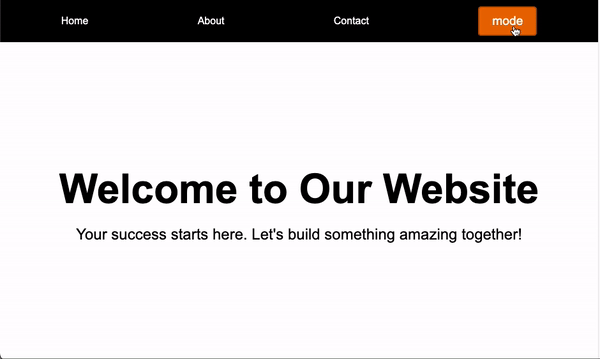 Home About Contact mode
Welcome to Our Website
Your success starts here. Let's build something amazing together!